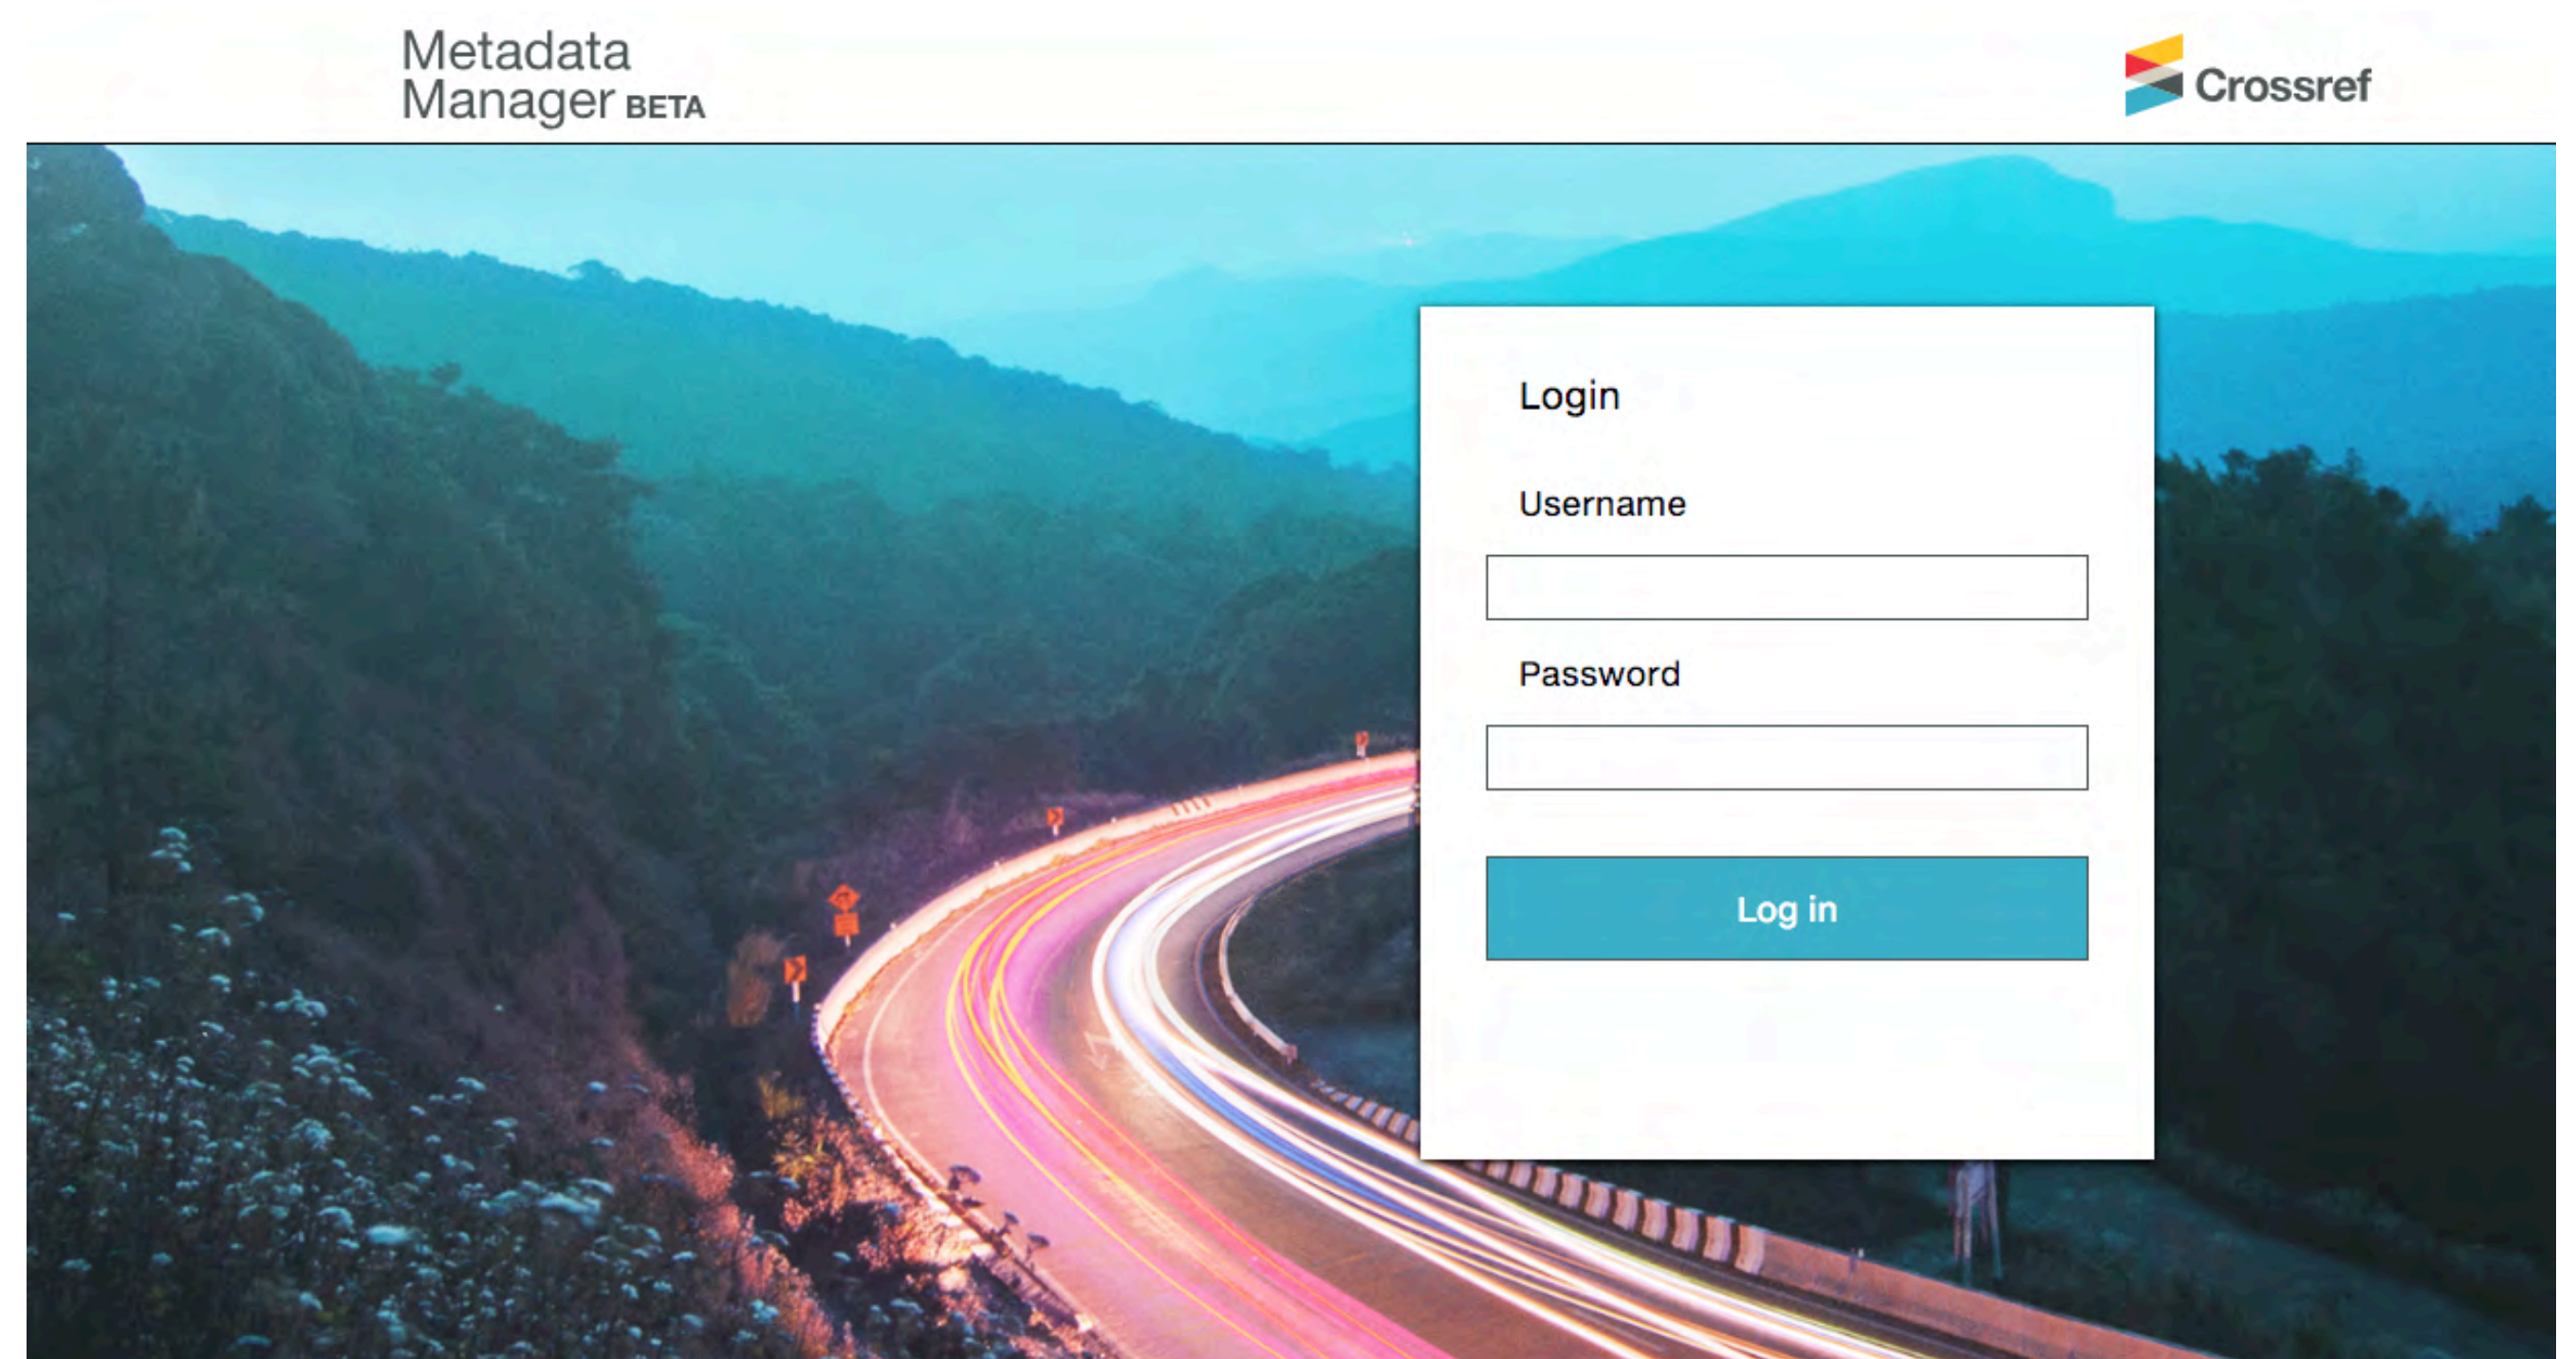 Metadata
Manager BETA
Crossref
Login
Username
Password
Log in